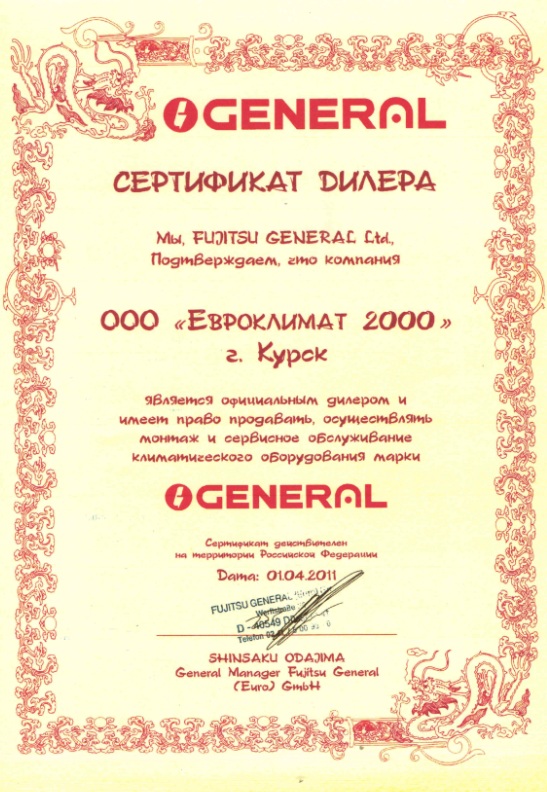 GENERAL
СЕРТИФИКАТ ДИЛЕРА
Мы, FUJITSU GENERAL Ltd.,
Подтверждаем, что компания
ООО «Евроклимат 2000»
г. Курск
является официальным дилером и
имеет право продавать, осуществлять
монтаж и сервисное обслуживание
климатического оборудования марки
GENERAL
Сертификат действителен
на территории Российской Федерации
Дата: 01.04.2011
FUJITSU GENERAL
D - 40549
Telefon
SHINSAKU ODAJIMA
General Manager Fujitsu General
(Euro) GmbH